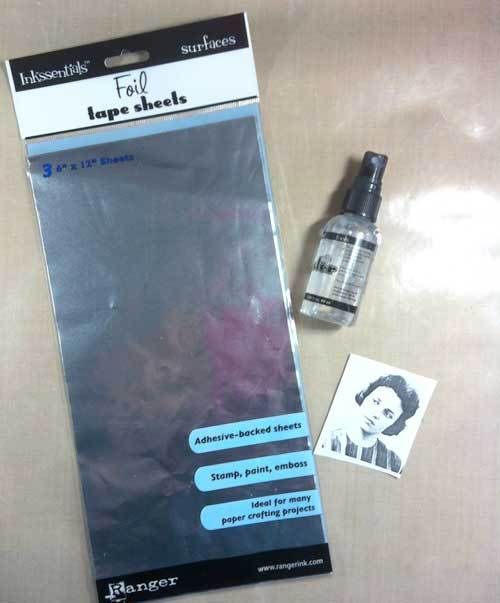 Inkssentials™ surfaces
Foil
tape sheets
3 6" x 12" Sheets
Adhesive-backed sheets
Stamp, paint, emboss
Ideal for many
paper crafting projects
Ranger www.rangerink.com